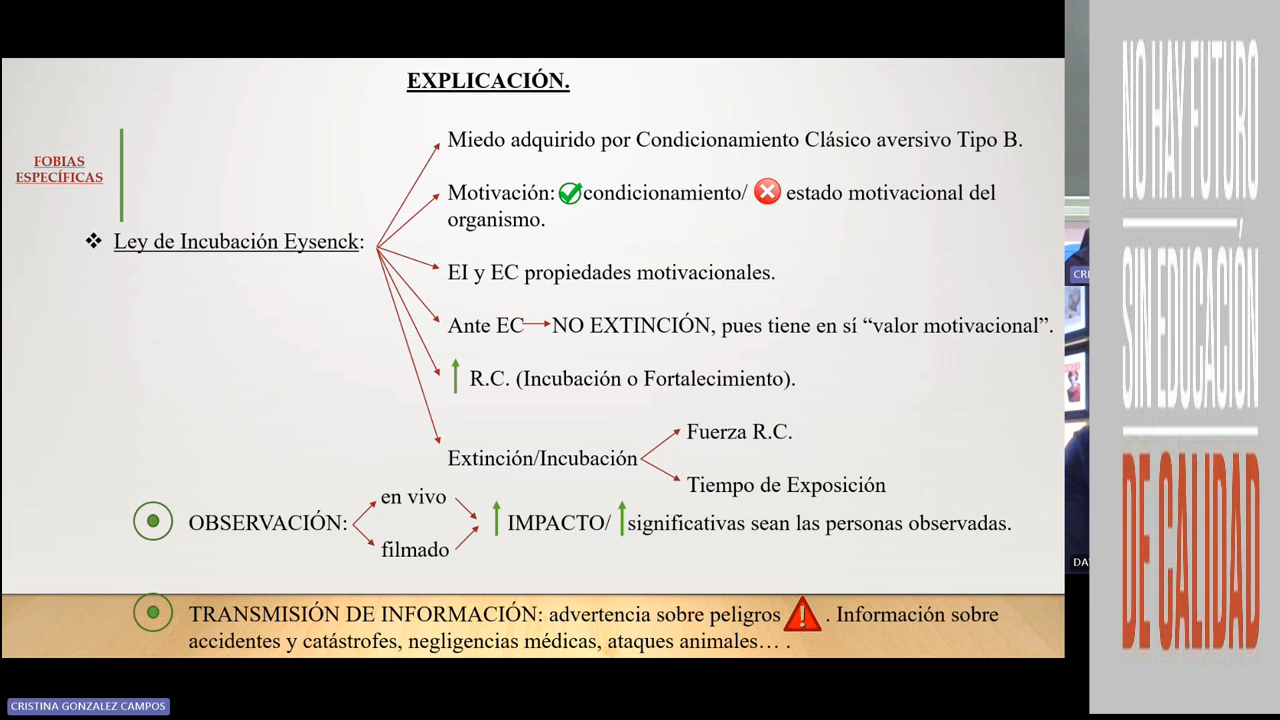 EXPLICACIÓN.
FOBIAS
ESPECÍFICAS
❖ Ley de Incubación Eysenck:
Miedo adquirido por Condicionamiento Clásico aversivo Tipo B.
Motivación: ✅condicionamiento/ ❌ estado motivacional del
organismo.
EI y EC propiedades motivacionales.
Ante EC→NO EXTINCIÓN, pues tiene en sí “valor motivacional”.
↑ R.C. (Incubación o Fortalecimiento).
Extinción/Incubación
Fuerza R.C.
Tiempo de Exposición
OBSERVACIÓN:
en vivo
filmado
↑ IMPACTO/ ↑significativas sean las personas observadas.
TRANSMISIÓN DE INFORMACIÓN: advertencia sobre peligros ⚠. Información sobre
accidentes y catástrofes, negligencias médicas, ataques animales… .
CRISTINA GONZALEZ CAMPOS
CRI
DA
NO HAY FUTURO
SIN EDUCACIÓN
DE CALIDAD